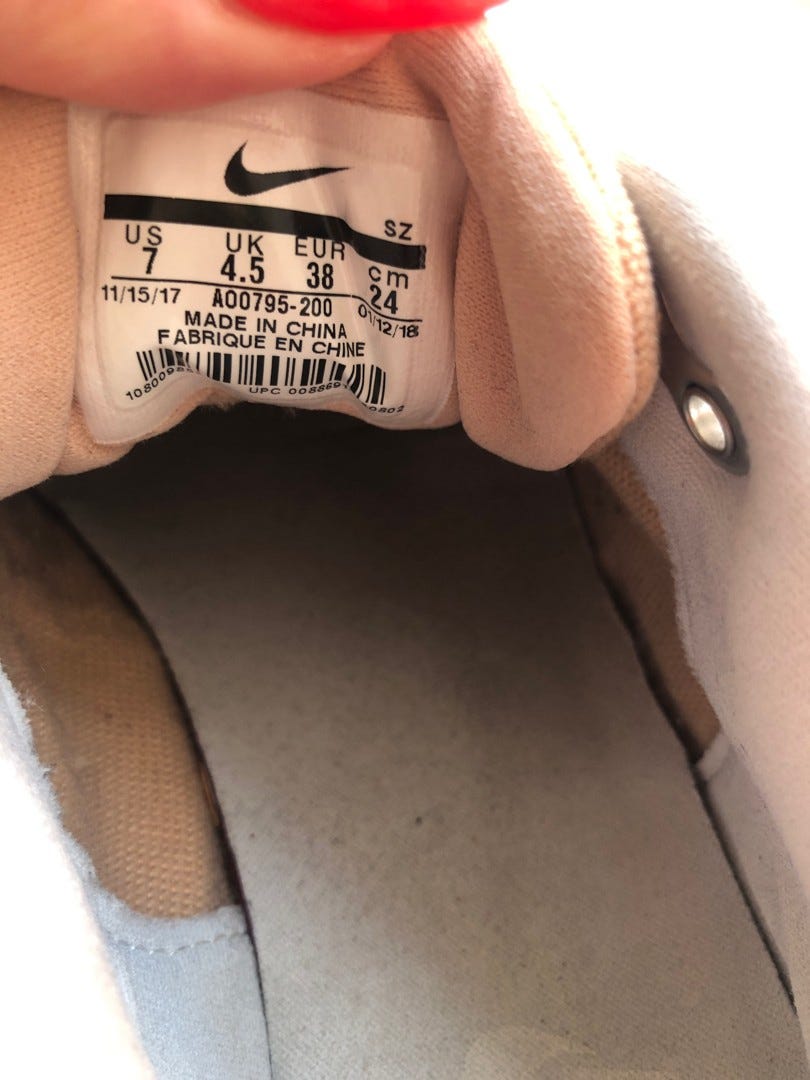 SZ
US UK EUR cm
7 4.5 38 24
11/15/17 AO0795-200 01/12/18
MADE IN CHINA
FABRIQUE EN CHINE
UPC